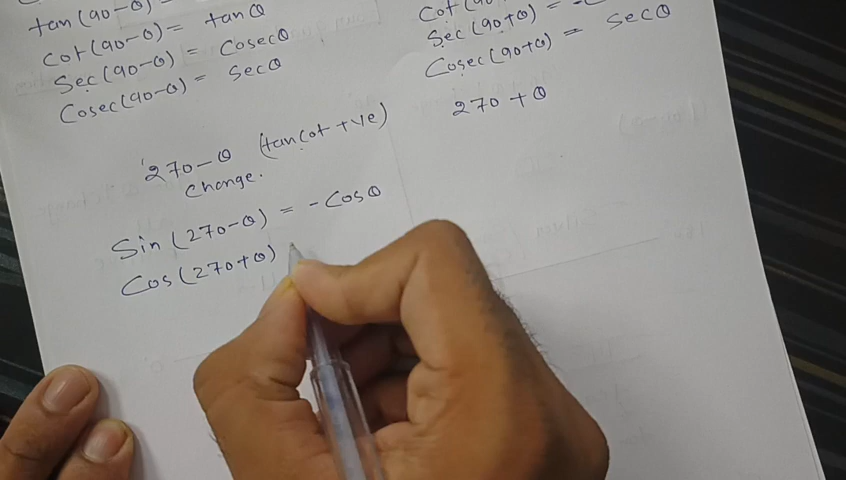 tan(90-θ) =
cot(90-θ) = tanθ
Sec(90-θ) = Cosecθ
Cosec(90-θ) = Secθ
Cot(90
Sec(90+θ) = -C
Cosec(90+θ) = Secθ
270-θ (tan cot +ve)
Change.
Sin (270-θ) = -Cosθ
Cos(270+θ)
270 + θ